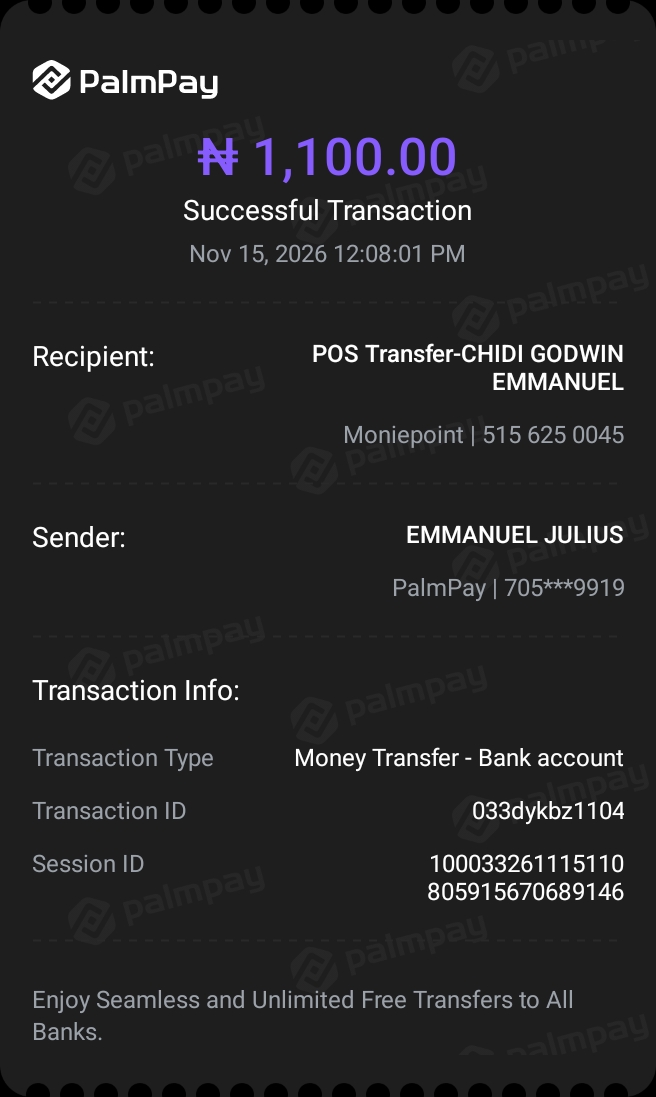 PalmPay
₦ 1,100.00
Successful Transaction
Nov 15, 2026 12:08:01 PM
Recipient:
POS Transfer-CHIDI GODWIN
EMMANUEL
Moniepoint | 515 625 0045
Sender:
EMMANUEL JULIUS
PalmPay | 705***9919
Transaction Info:
Transaction Type
Money Transfer - Bank account
Transaction ID
033dykbz1104
Session ID
100033261115110
805915670689146
Enjoy Seamless and Unlimited Free Transfers to All
Banks.